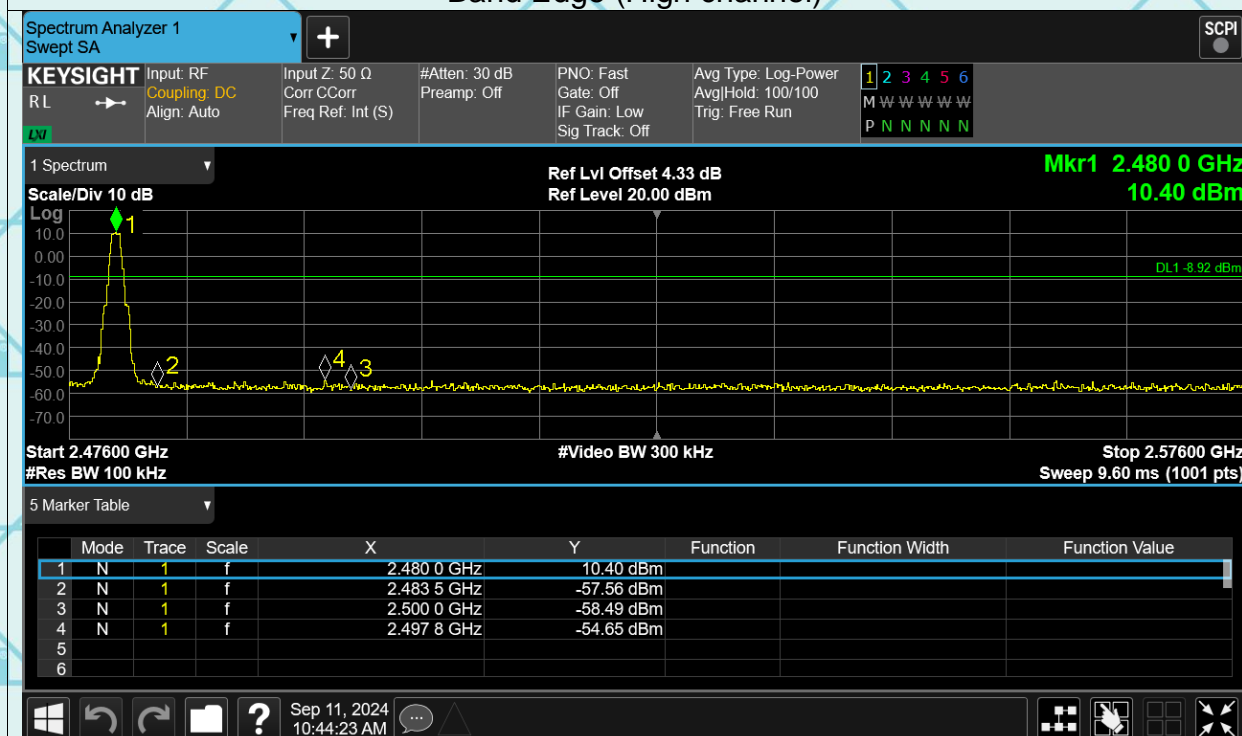 Band Edge (High channel)
Spectrum Analyzer 1
Swept SA
+
SCPI
KEYSIGHT
RL
LXI
Input: RF
Coupling: DC
Align: Auto
Input Z: 50 Ω
Corr CCorr
Freq Ref: Int (S)
#Atten: 30 dB
Preamp: Off
PNO: Fast
Gate: Off
IF Gain: Low
Sig Track: Off
Avg Type: Log-Power
Avg|Hold: 100/100
Trig: Free Run
1 2 3 4 5 6
M W W W W W
P N N N N N
1 Spectrum
Scale/Div 10 dB
Ref Lvl Offset 4.33 dB
Ref Level 20.00 dBm
Mkr1 2.480 0 GHz
10.40 dBm
Log
10.0
0.00
-10.0
-20.0
-30.0
-40.0
-50.0
-60.0
-70.0
1
2
4
3
DL1 -8.92 dBm
Start 2.47600 GHz
#Video BW 300 kHz
Stop 2.57600 GHz
#Res BW 100 kHz
Sweep 9.60 ms (1001 pts)
5 Marker Table
Mode Trace Scale X Y Function Function Width Function Value
1 N 1 f 2.480 0 GHz 10.40 dBm
2 N 1 f 2.483 5 GHz -57.56 dBm
3 N 1 f 2.500 0 GHz -58.49 dBm
4 N 1 f 2.497 8 GHz -54.65 dBm
5
6
?
Sep 11, 2024
10:44:23 AM